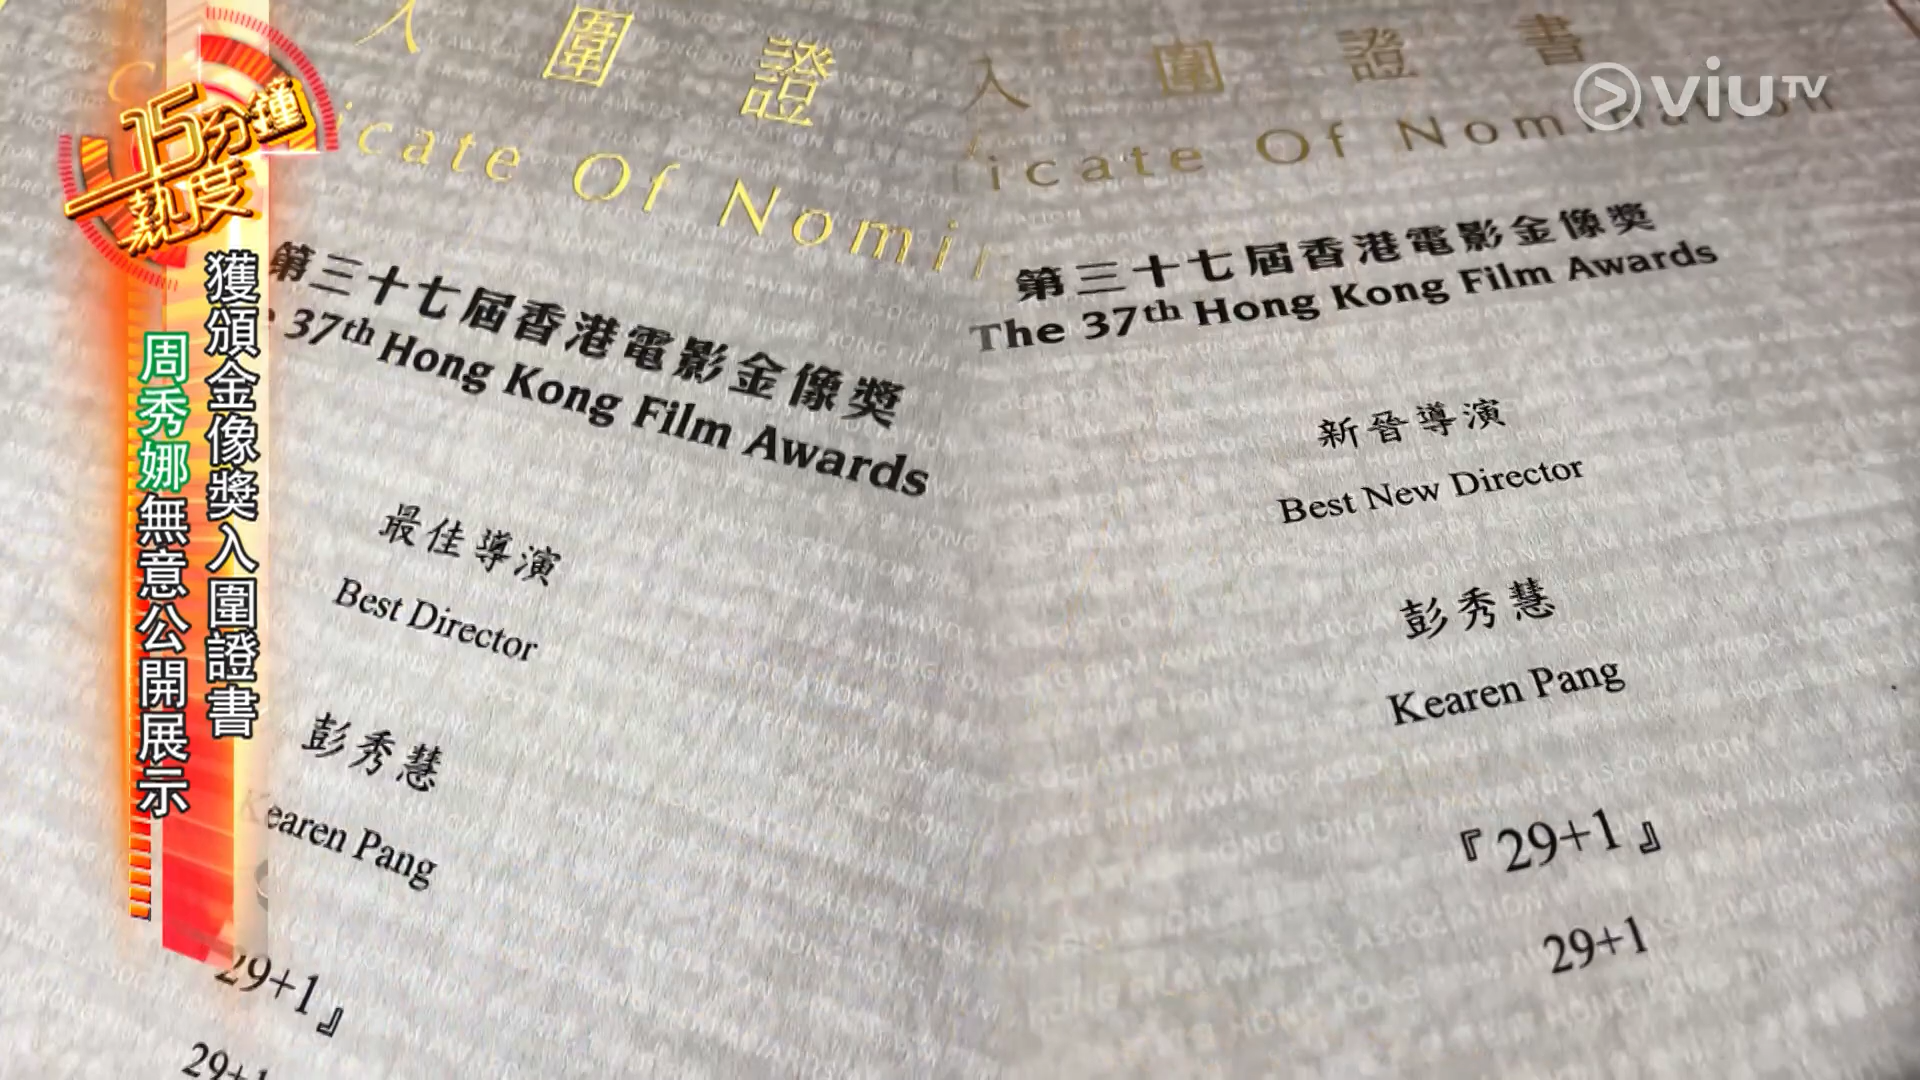 15分鐘
熱度
獲頒金像獎入圍證書
周秀娜無意公開展示
viuTV
入圍證
icate Of Nomin
第三十七屆香港電影金像獎
37th Hong Kong Film Awards
最佳導演
Best Director
彭秀慧
Kearen Pang
29+1』
29+1
入圍證書
icate Of Nomination
第三十七屆香港電影金像獎
The 37th Hong Kong Film Awards
新晉導演
Best New Director
彭秀慧
Kearen Pang
『29+1』
29+1